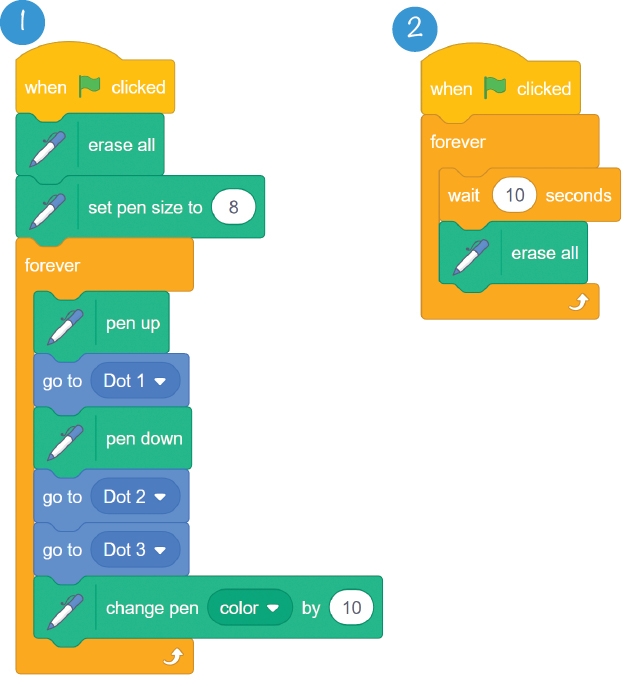 1
when clicked
erase all
set pen size to 8
forever
pen up
go to Dot 1
pen down
go to Dot 2
go to Dot 3
change pen color by 10
2
when clicked
forever
wait 10 seconds
erase all